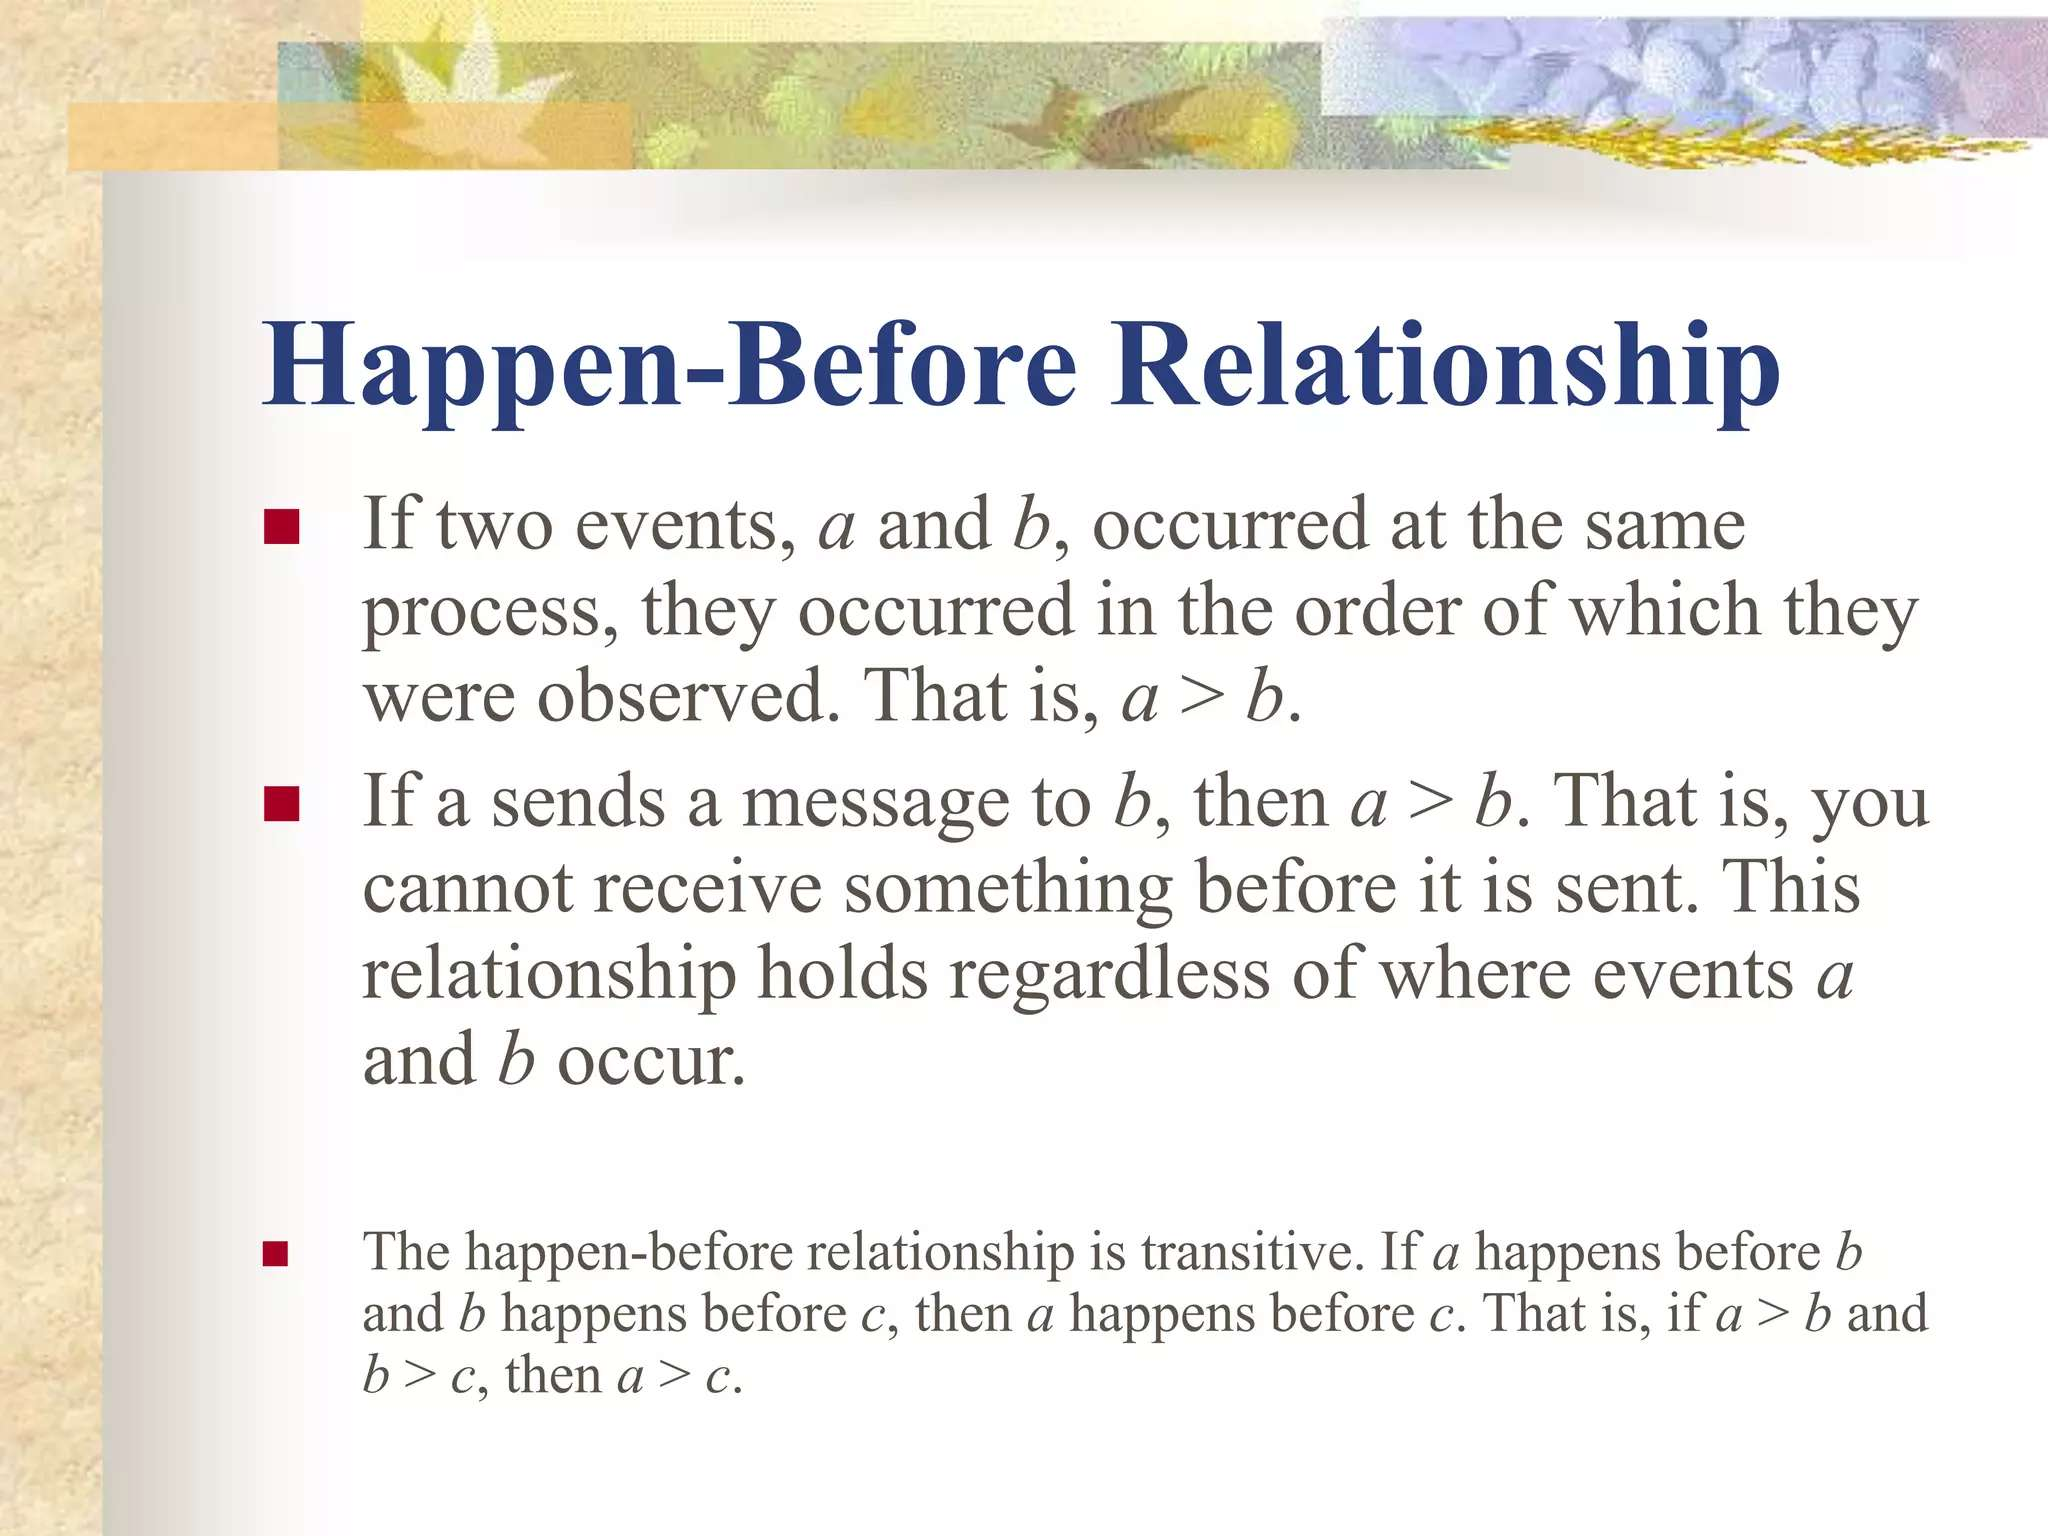 Happen-Before Relationship
If two events, a and b, occurred at the same
process, they occurred in the order of which they
were observed. That is, a > b.
If a sends a message to b, then a > b. That is, you
cannot receive something before it is sent. This
relationship holds regardless of where events a
and b occur.
The happen-before relationship is transitive. If a happens before b
and b happens before c, then a happens before c. That is, if a > b and
b > c, then a > c.